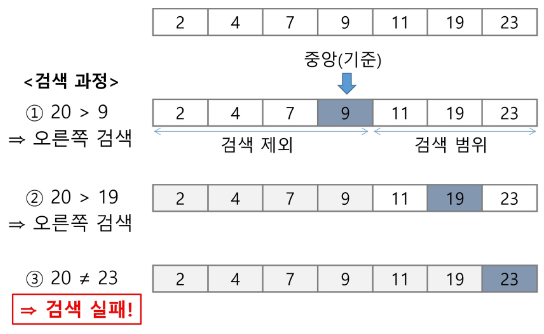 2 4 7 9 11 19 23
중앙(기준)
<검색 과정>
① 20 > 9
⇒ 오른쪽 검색
2 4 7 9 11 19 23
검색 제외 검색 범위
② 20 > 19
⇒ 오른쪽 검색
2 4 7 9 11 19 23
③ 20 ≠ 23
2 4 7 9 11 19 23
⇒ 검색 실패!